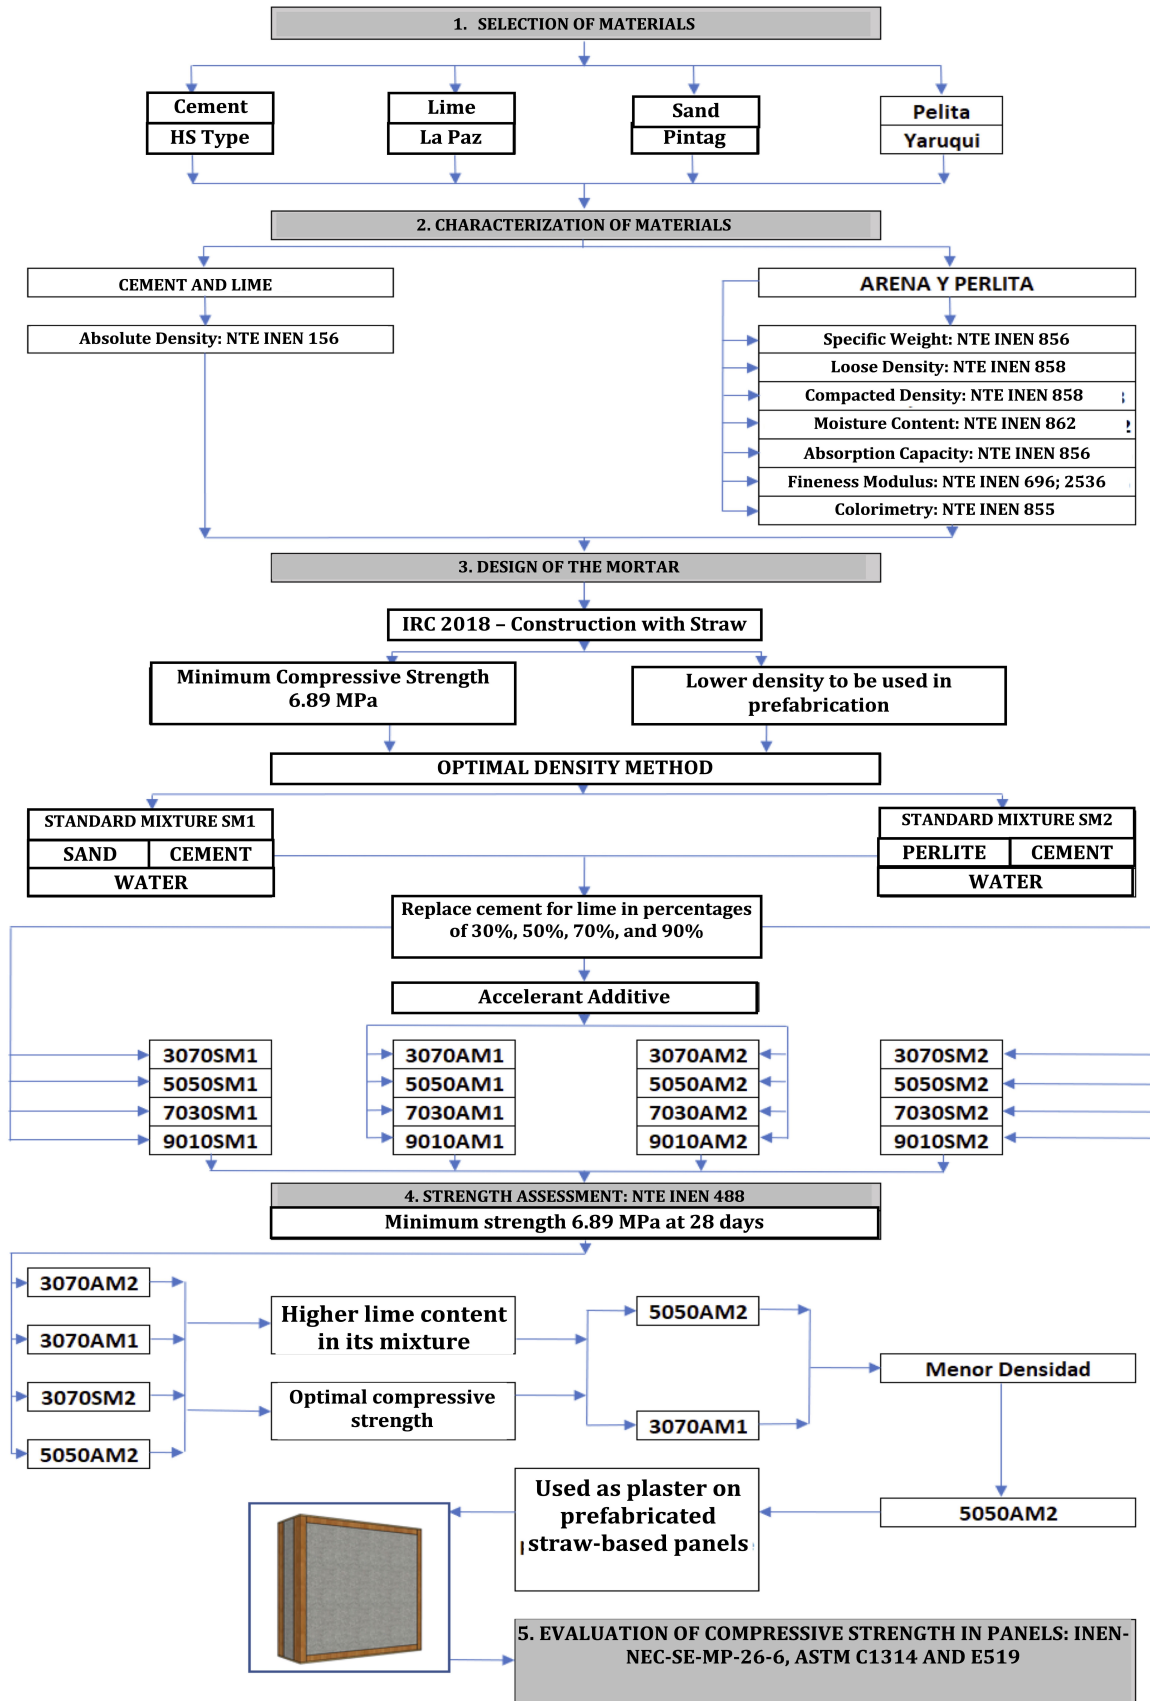 1. SELECTION OF MATERIALS
Cement
HS Type
Lime
La Paz
Sand
Pintag
Pelita
Yaruqui
2. CHARACTERIZATION OF MATERIALS
CEMENT AND LIME
Absolute Density: NTE INEN 156
ARENA Y PERLITA
Specific Weight: NTE INEN 856
Loose Density: NTE INEN 858
Compacted Density: NTE INEN 858
Moisture Content: NTE INEN 862
Absorption Capacity: NTE INEN 856
Fineness Modulus: NTE INEN 696; 2536
Colorimetry: NTE INEN 855
3. DESIGN OF THE MORTAR
IRC 2018 – Construction with Straw
Minimum Compressive Strength
6.89 MPa
Lower density to be used in
prefabrication
OPTIMAL DENSITY METHOD
STANDARD MIXTURE SM1
SAND CEMENT
WATER
STANDARD MIXTURE SM2
PERLITE CEMENT
WATER
Replace cement for lime in percentages
of 30%, 50%, 70%, and 90%
Accelerant Additive
3070SM1
5050SM1
7030SM1
9010SM1
3070AM1
5050AM1
7030AM1
9010AM1
3070AM2
5050AM2
7030AM2
9010AM2
3070SM2
5050SM2
7030SM2
9010SM2
4. STRENGTH ASSESSMENT: NTE INEN 488
Minimum strength 6.89 MPa at 28 days
3070AM2
3070AM1
3070SM2
5050AM2
Higher lime content
in its mixture
Optimal compressive
strength
5050AM2
3070AM1
Menor Densidad
5050AM2
Used as plaster on
prefabricated
straw-based panels
5. EVALUATION OF COMPRESSIVE STRENGTH IN PANELS: INEN-
NEC-SE-MP-26-6, ASTM C1314 AND E519